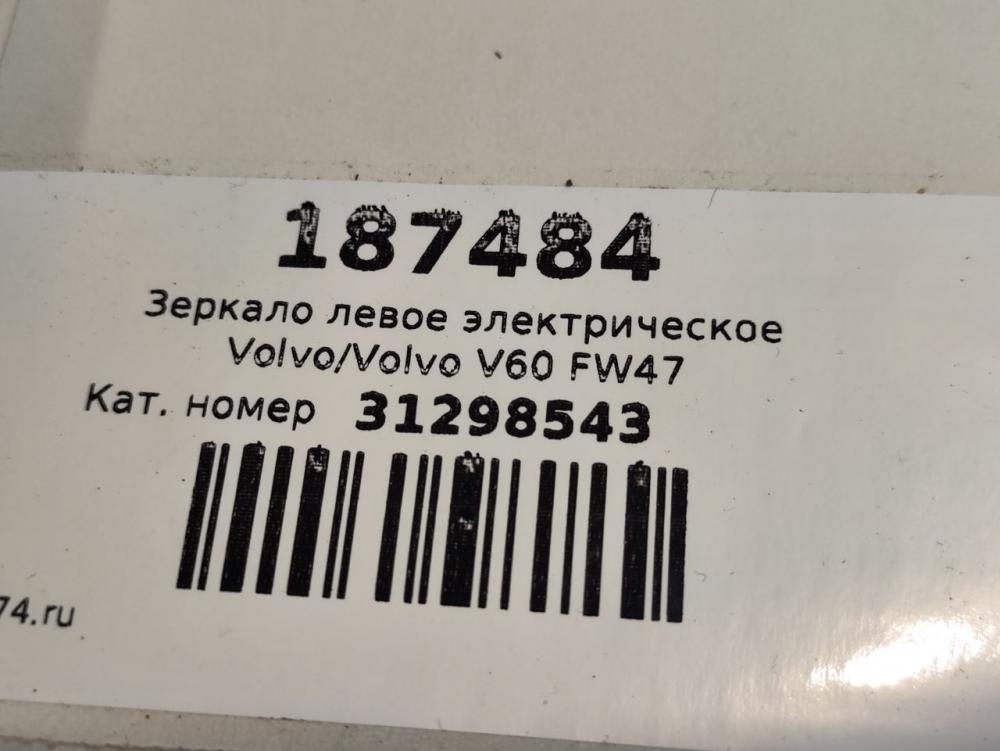 187484
Зеркало левое электрическое
Volvo/Volvo V60 FW47
Кат. номер 31298543
74.ru